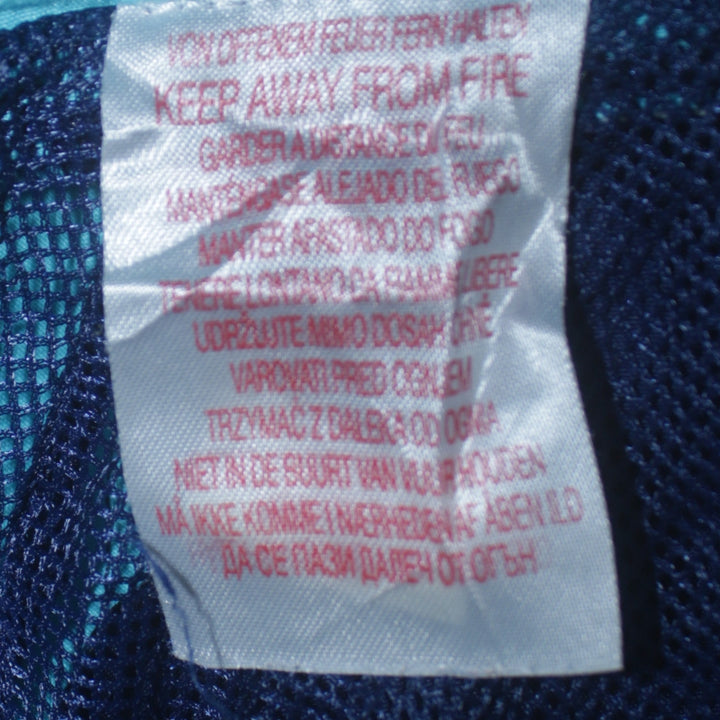 VON OFFENEM FEUER FERN HALTEN
KEEP AWAY FROM FIRE
GARDER A DISTANCE DU FEU
MANTENGASE ALEJADO DEL FUEGO
MANTER AFASTADO DO FOGO
TENERE LONTANO DA FIAMME LIBERE
UDRŽUJTE MIMO DOSAH OHNĚ
VAROVATI PRED OGNJEM
TRZYMAĆ Z DALEKA OD OGNIA
NIET IN DE BUURT VAN VUUR HOUDEN
MÅ IKKE KOMME I NÆRHEDEN AF ÅBEN ILD
ДА СЕ ПАЗИ ДАЛЕЧ ОТ ОГЪН